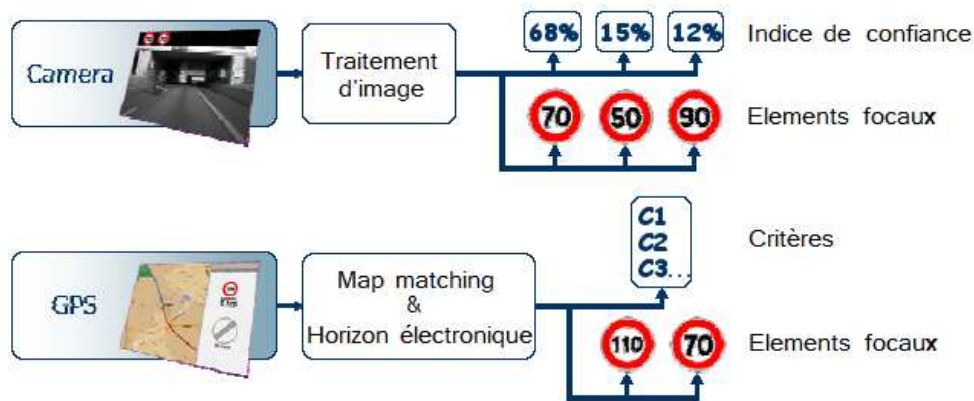 68% 15% 12% Indice de confiance
Camera
Traitement
d'image
70 50 90 Elements focaux
C1
C2
C3...
Critères
GPS
Map matching
&
Horizon électronique
110 70 Elements focaux